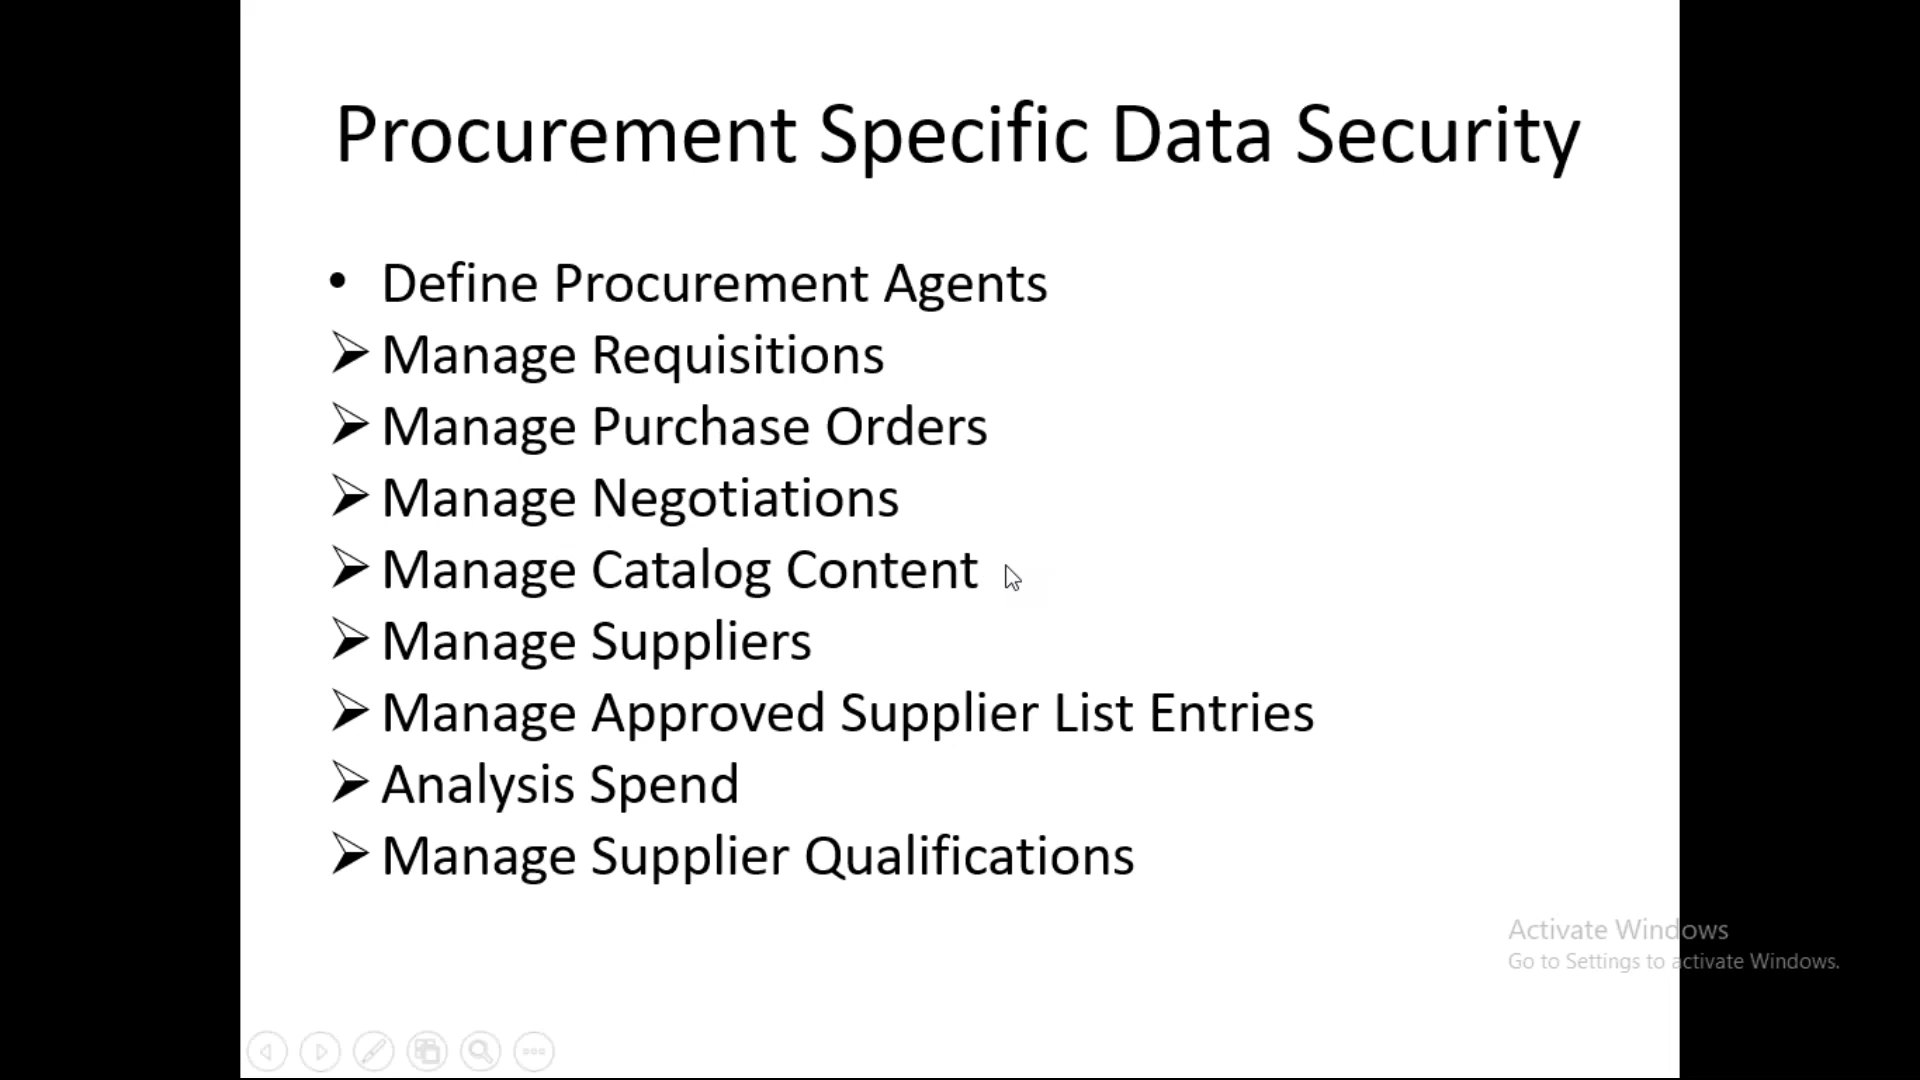 Procurement Specific Data Security
• Define Procurement Agents
➢ Manage Requisitions
➢ Manage Purchase Orders
➢ Manage Negotiations
➢ Manage Catalog Content
➢ Manage Suppliers
➢ Manage Approved Supplier List Entries
➢ Analysis Spend
➢ Manage Supplier Qualifications
Activate Windows
Go to Settings to activate Windows.